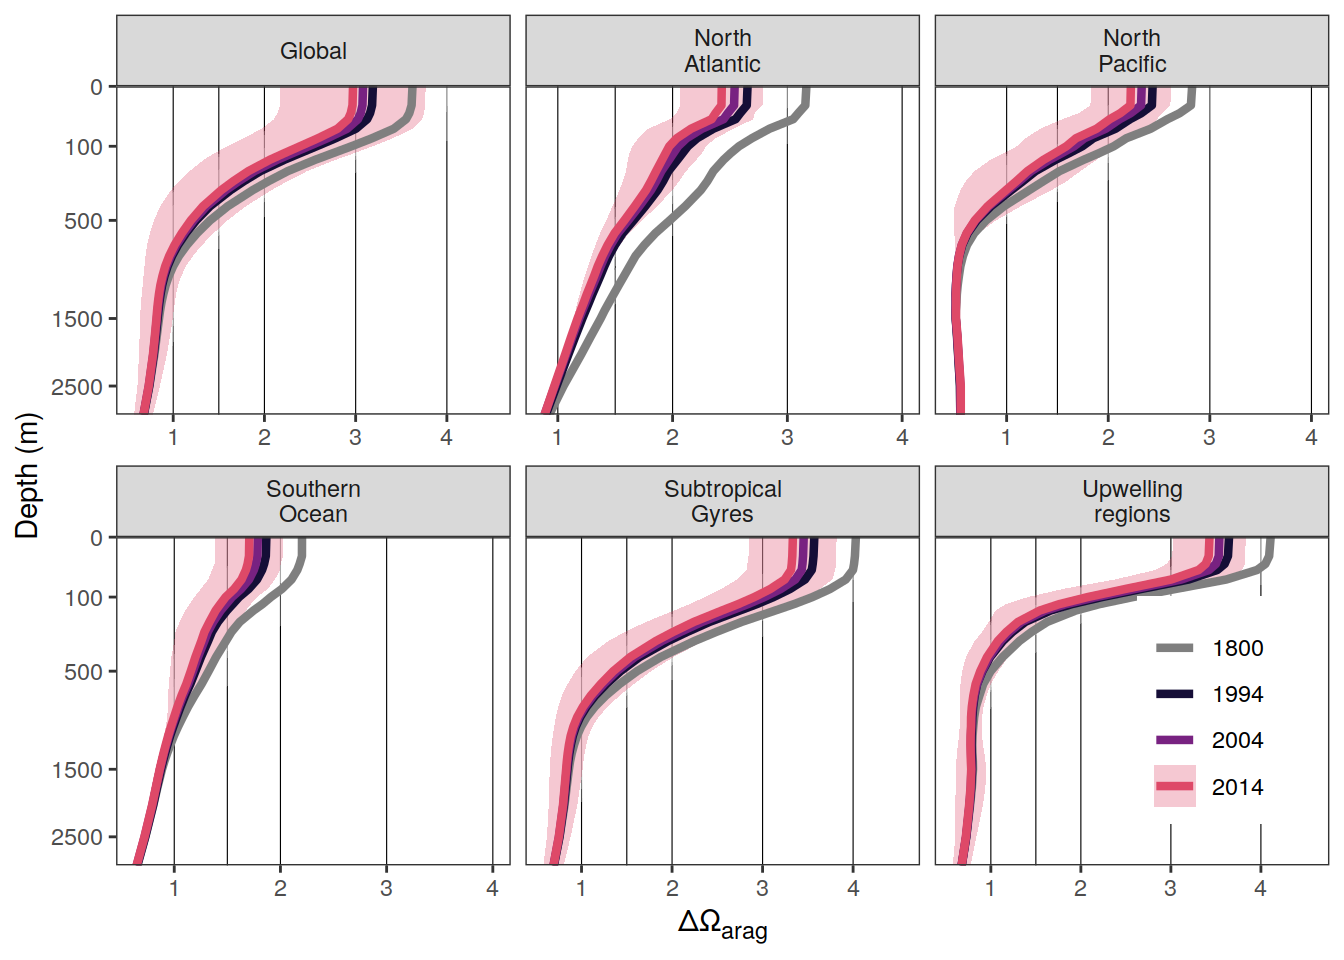 Global
North
Atlantic
North
Pacific
0
100
500
1500
2500
1 2 3 4
1 2 3 4
1 2 3 4
Depth (m)
Southern
Ocean
Subtropical
Gyres
Upwelling
regions
0
100
500
1500
2500
1800
1994
2004
2014
1 2 3 4
1 2 3 4
1 2 3 4
ΔΩarag